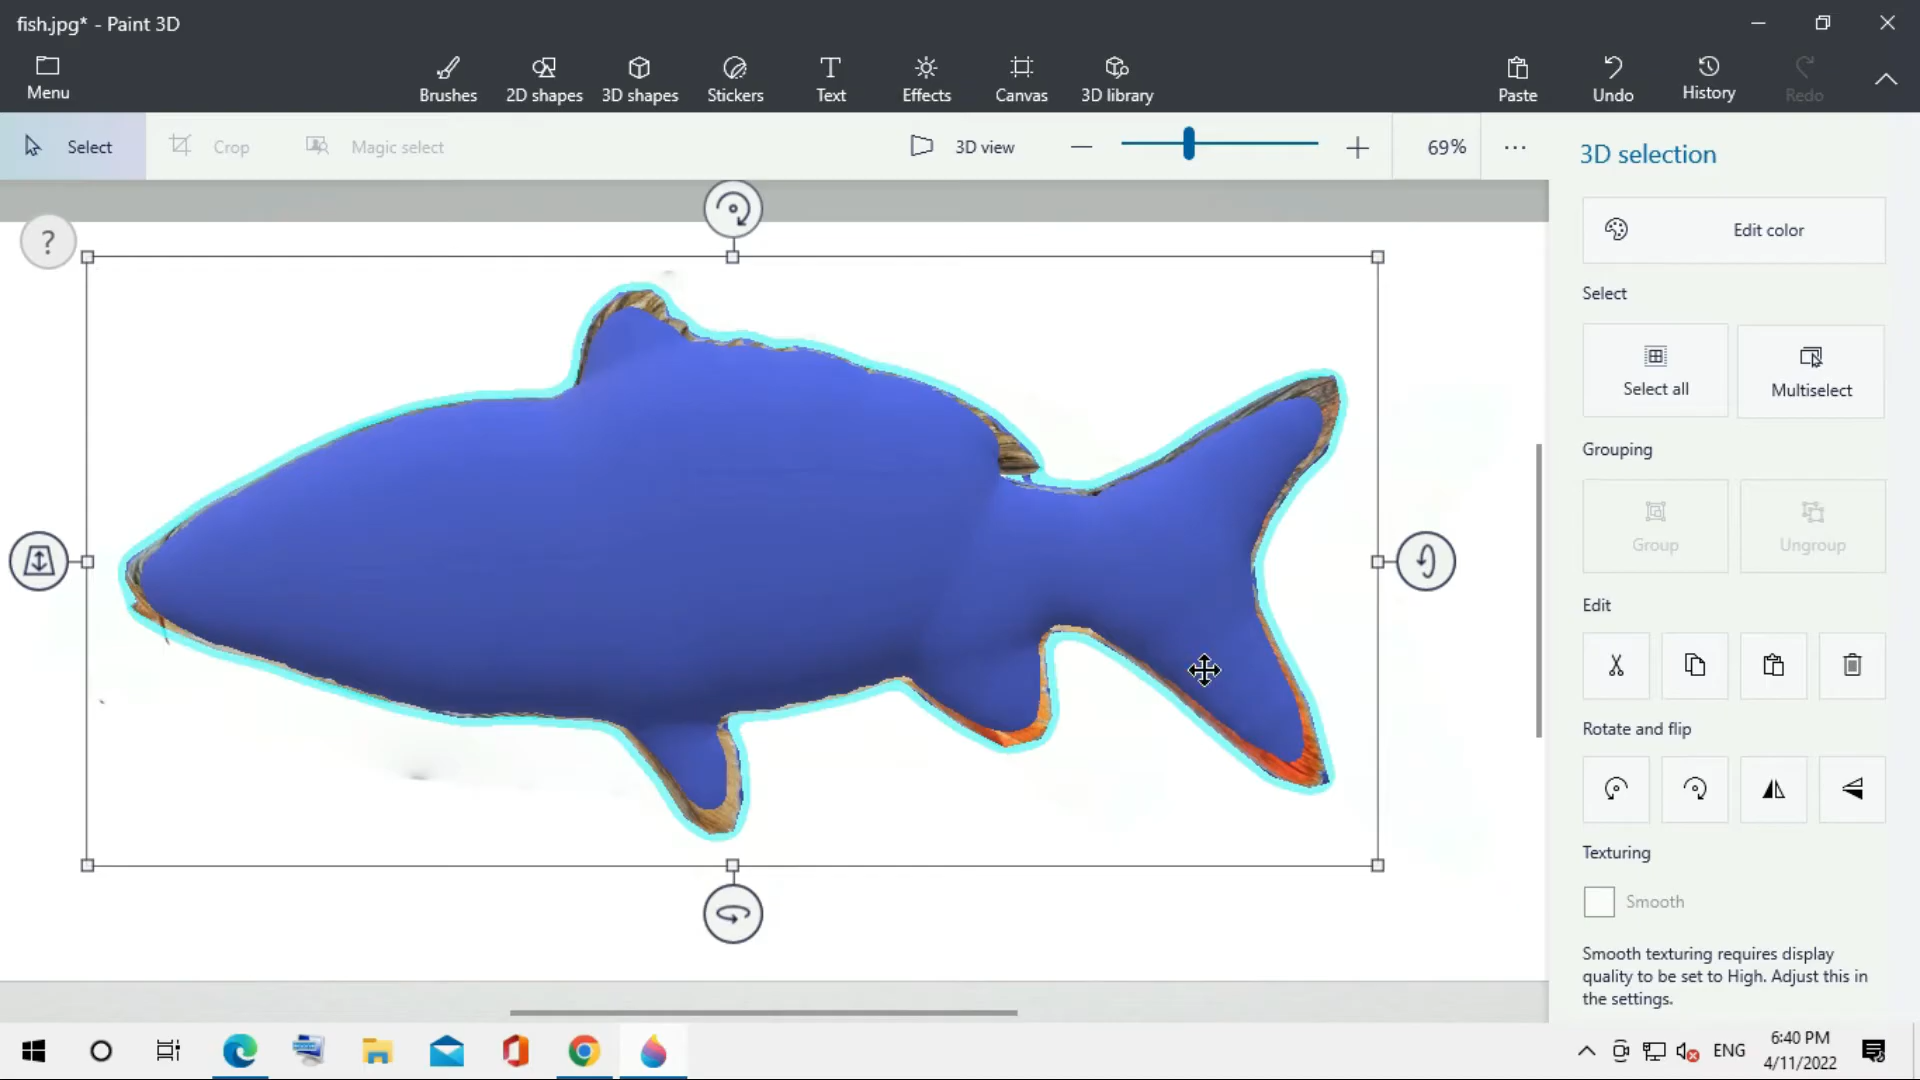 fish.jpg* - Paint 3D
Menu
Brushes
2D shapes
3D shapes
Stickers
Text
Effects
Canvas
3D library
Paste
Undo
History
Redo
Select
Crop
Magic select
3D view
69%
3D selection
?
Edit color
Select
Select all
Multiselect
Grouping
Group
Ungroup
Edit
Rotate and flip
Texturing
Smooth
Smooth texturing requires display
quality to be set to High. Adjust this in
the settings.
ENG
6:40 PM
4/11/2022